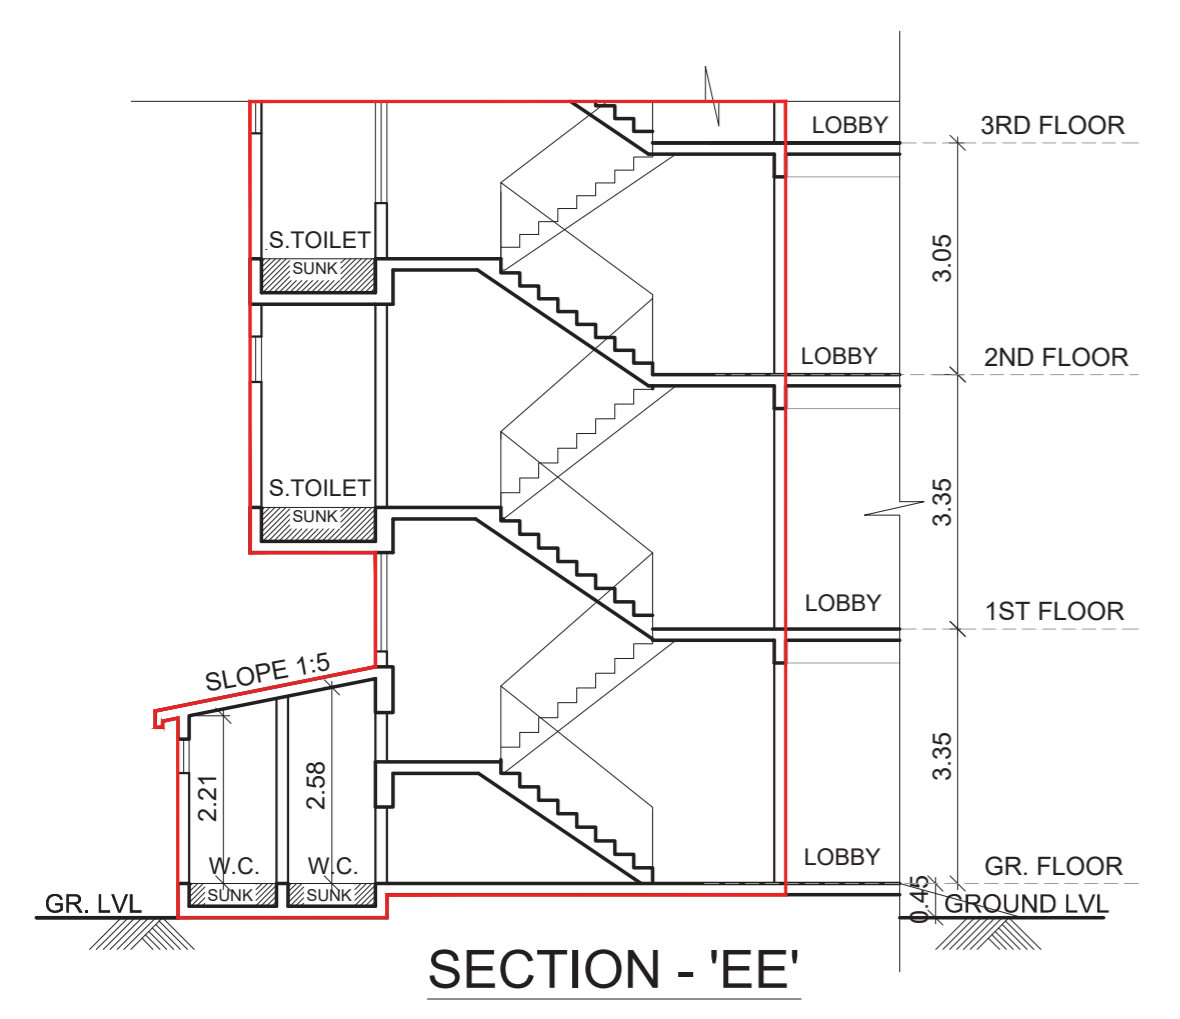 LOBBY
3RD FLOOR
S.TOILET
SUNK
3.05
LOBBY
2ND FLOOR
S.TOILET
SUNK
3.35
LOBBY
1ST FLOOR
SLOPE 1:5
2.21
2.58
3.35
W.C.
W.C.
LOBBY
GR. FLOOR
SUNK
SUNK
0.45
GR. LVL
GROUND LVL
SECTION - 'EE'